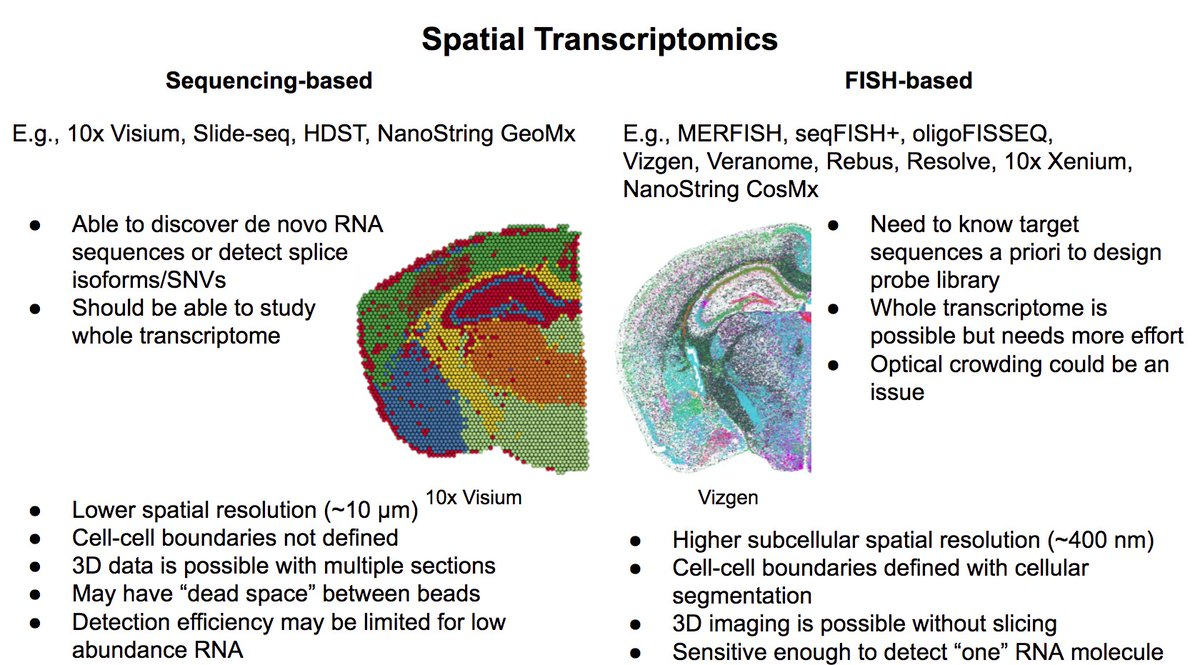 Spatial Transcriptomics
Sequencing-based
E.g., 10x Visium, Slide-seq, HDST, NanoString GeoMx
● Able to discover de novo RNA
sequences or detect splice
isoforms/SNVs
● Should be able to study
whole transcriptome
10x Visium
● Lower spatial resolution (~10 μm)
● Cell-cell boundaries not defined
● 3D data is possible with multiple sections
● May have “dead space” between beads
● Detection efficiency may be limited for low
abundance RNA
FISH-based
E.g., MERFISH, seqFISH+, oligoFISSEQ,
Vizgen, Veranome, Rebus, Resolve, 10x Xenium,
NanoString CosMx
● Need to know target
sequences a priori to design
probe library
● Whole transcriptome is
possible but needs more effort
● Optical crowding could be an
issue
Vizgen
● Higher subcellular spatial resolution (~400 nm)
● Cell-cell boundaries defined with cellular
segmentation
● 3D imaging is possible without slicing
● Sensitive enough to detect “one” RNA molecule